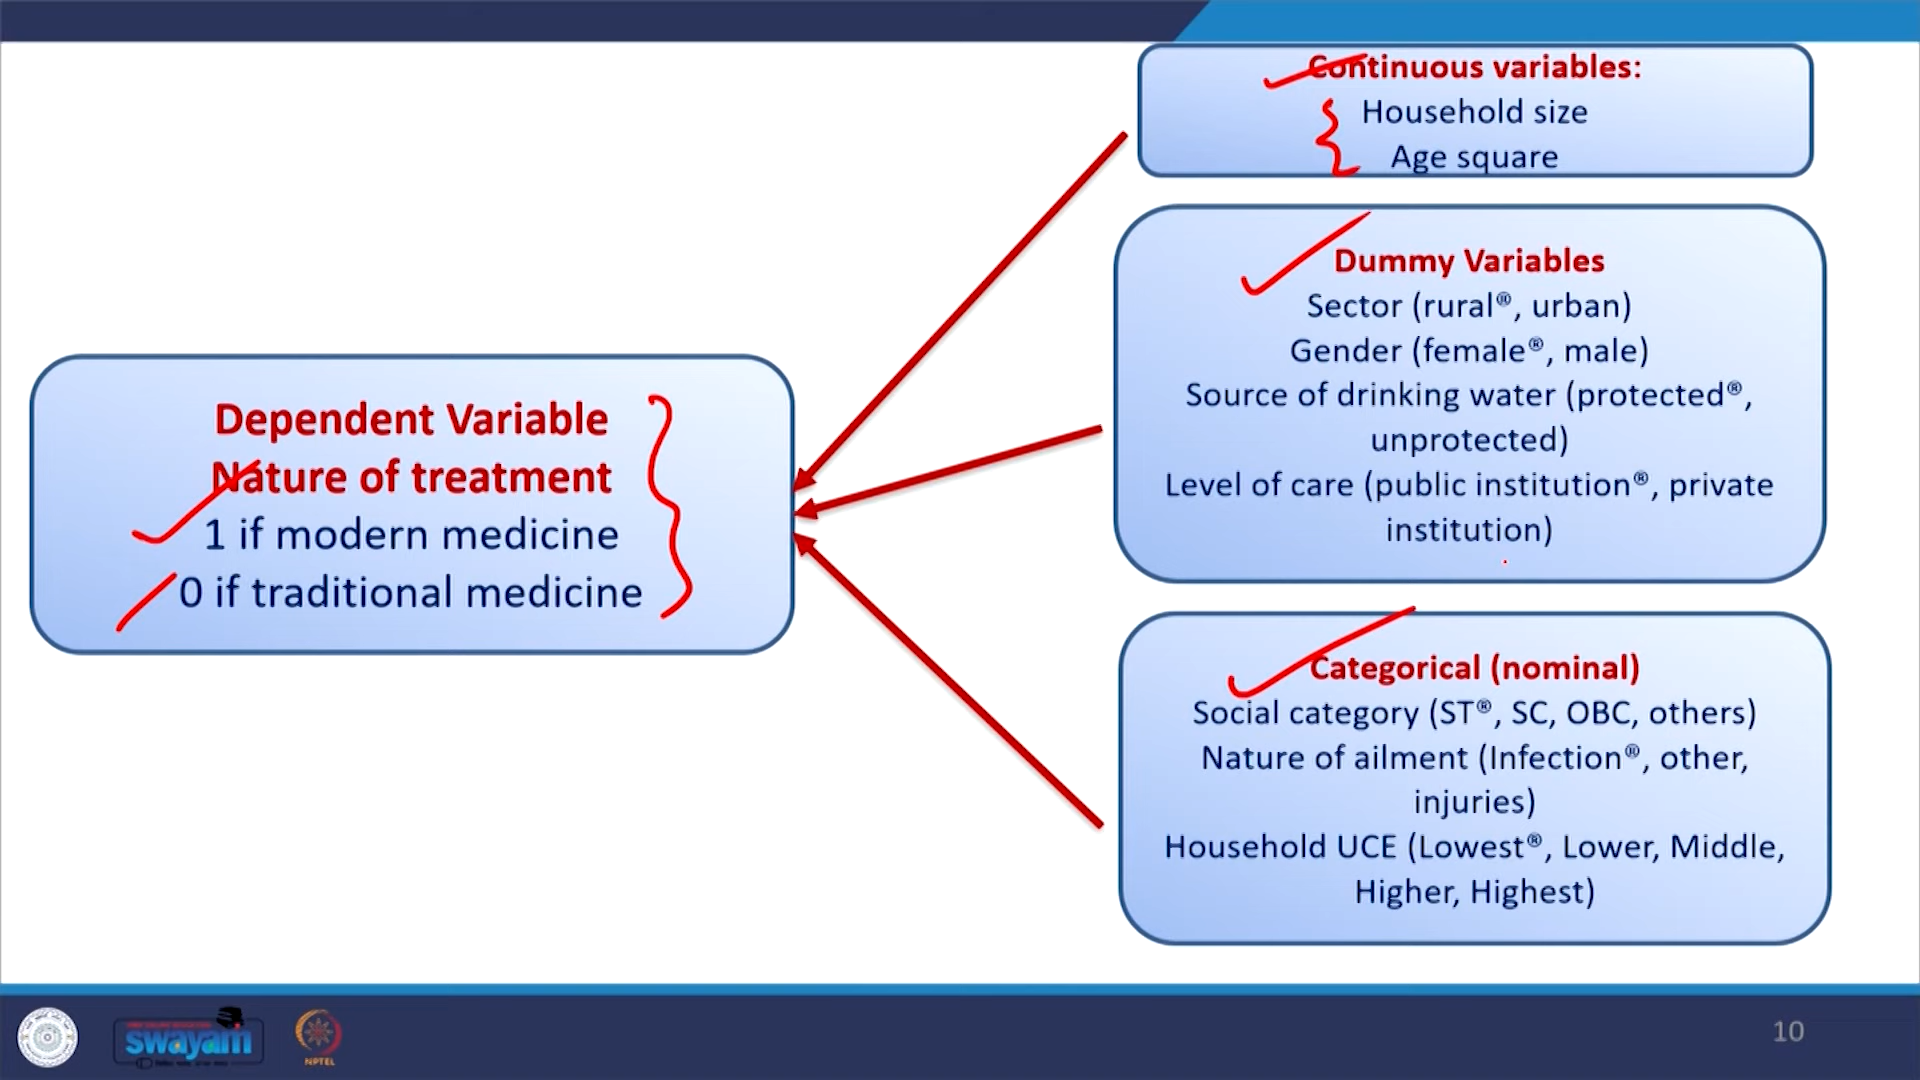 Continuous variables:
Household size
Age square
Dummy Variables
Sector (rural®, urban)
Gender (female®, male)
Source of drinking water (protected®,
unprotected)
Level of care (public institution®, private
institution)
Dependent Variable
Nature of treatment
1 if modern medicine
0 if traditional medicine
Categorical (nominal)
Social category (ST®, SC, OBC, others)
Nature of ailment (Infection®, other,
injuries)
Household UCE (Lowest®, Lower, Middle,
Higher, Highest)
swayam
NPTEL
10